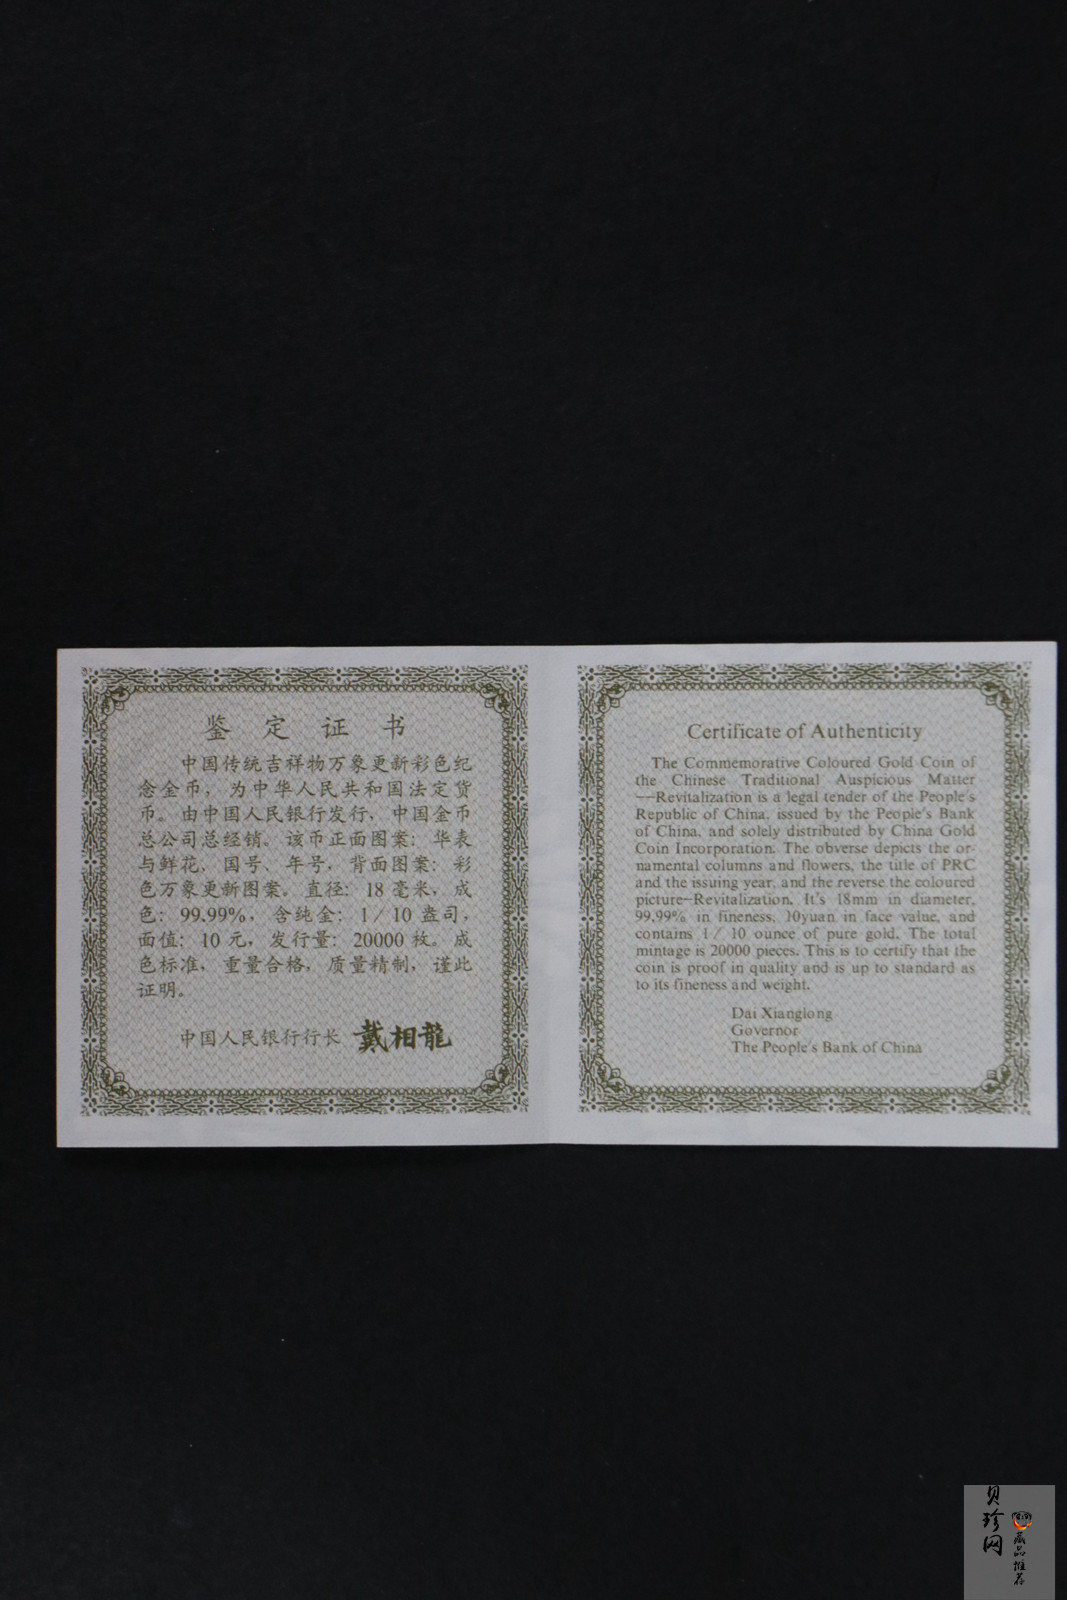 鉴定证书
中国传统吉祥物万象更新彩色纪
念金币，为中华人民共和国法定货
币。由中国人民银行发行，中国金币
总公司总经销。该币正面图案：华表
与鲜花、国号、年号，背面图案：彩
色万象更新图案。直径：18毫米，成
色：99.99%，含纯金：1/10盎司，
面值：10元，发行量：20000枚。成
色标准，重量合格，质量精制，谨此
证明。
中国人民银行行长 戴相龍
Certificate of Authenticity
The Commemorative Coloured Gold Coin of
the Chinese Traditional Auspicious Matter
—Revitalization is a legal tender of the People's
Republic of China, issued by the People's Bank
of China, and solely distributed by China Gold
Coin Incorporation. The obverse depicts the or-
namental columns and flowers, the title of PRC
and the issuing year, and the reverse the coloured
picture—Revitalization. It's 18mm in diameter,
99.99% in fineness, 10yuan in face value, and
contains 1/10 ounce of pure gold. The total
mintage is 20000 pieces. This is to certify that the
coin is proof in quality and is up to standard as
to its fineness and weight.
Dai Xianglong
Governor
The People's Bank of China
贝珍网
藏品推荐